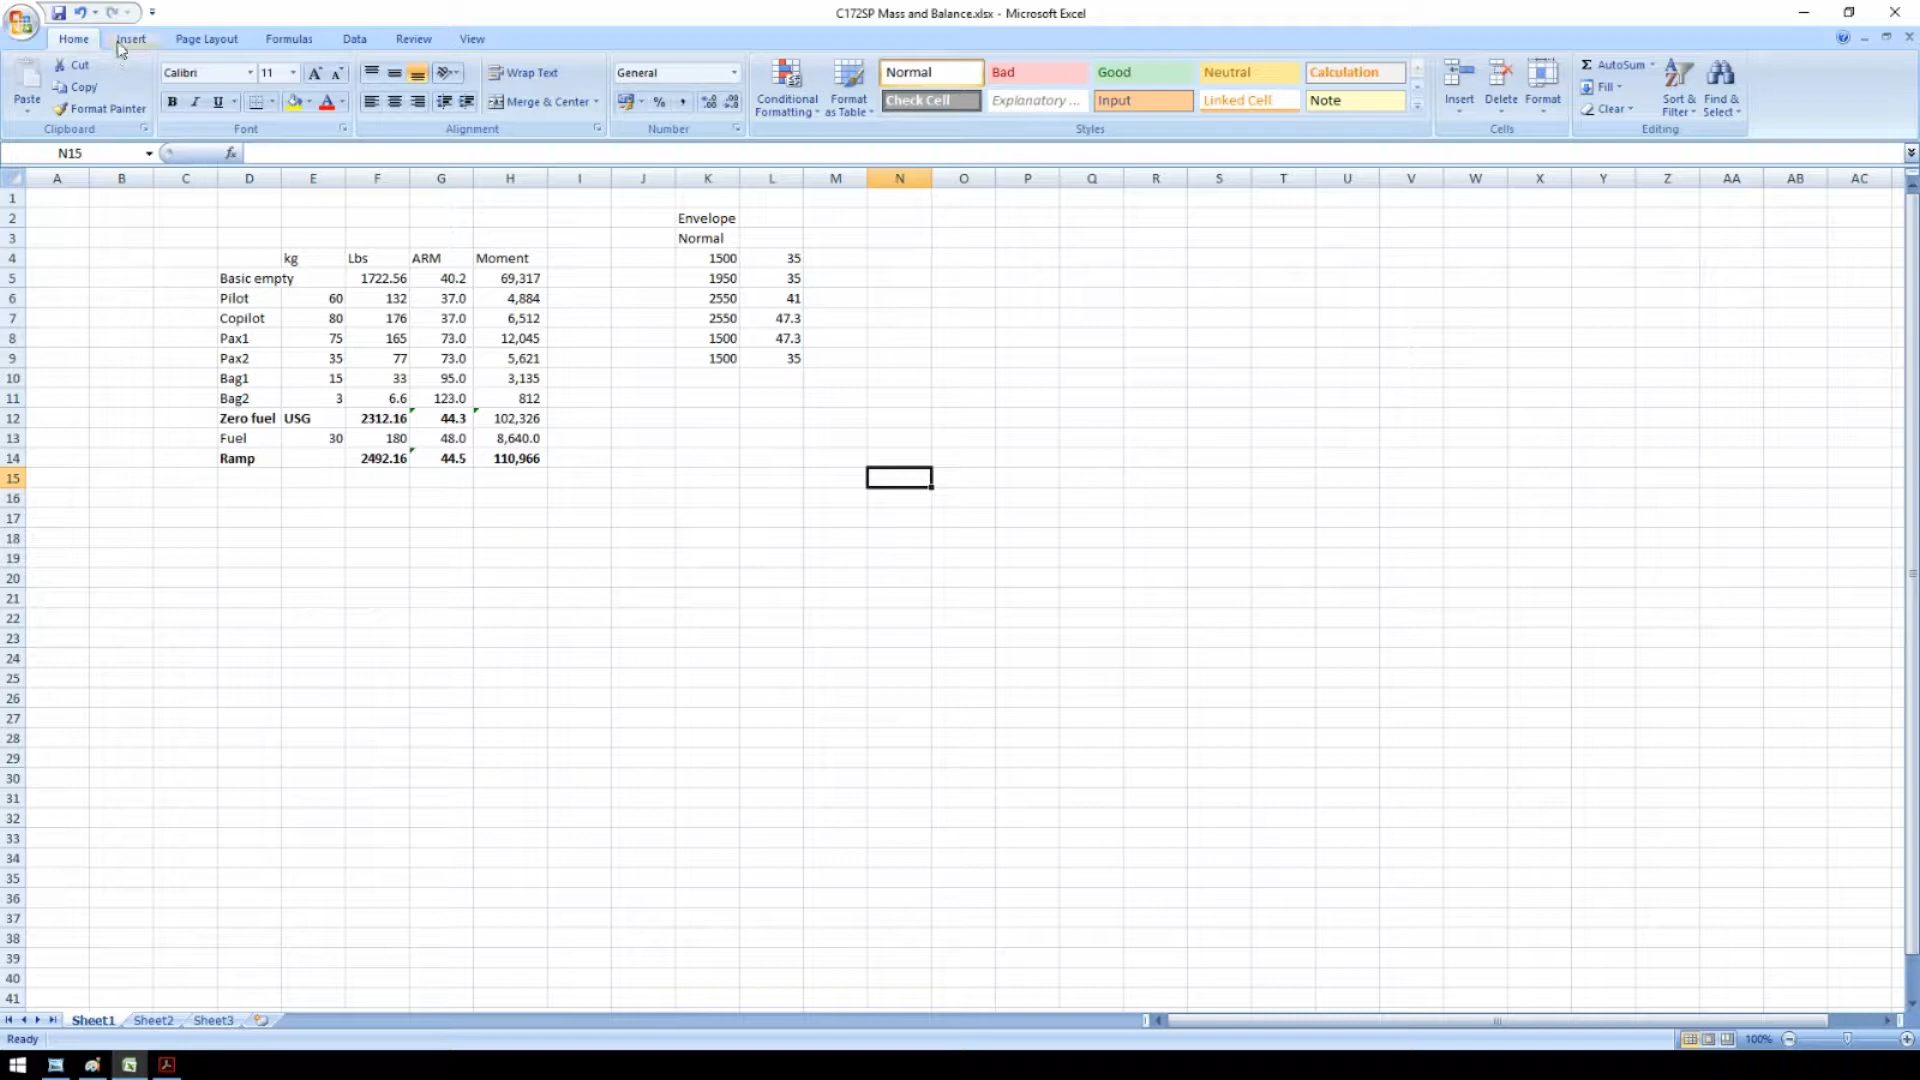 C172SP Mass and Balance.xlsx - Microsoft Excel
Home Insert Page Layout Formulas Data Review View
Paste Cut Copy Format Painter
Clipboard
Calibri 11 A A
B I U A
Font
Wrap Text
Merge & Center
Alignment
General
% ,
Number
Conditional Formatting Format as Table
Normal Bad Good Neutral Calculation
Check Cell Explanatory ... Input Linked Cell Note
Styles
Insert Delete Format
Cells
Σ AutoSum
Fill
Clear
Sort & Filter Find & Select
Editing
N15 fx
A B C D E F G H I J K L M N O P Q R S T U V W X Y Z AA AB AC
1
2 Envelope
3 Normal
4 kg Lbs ARM Moment 1500 35
5 Basic empty 1722.56 40.2 69,317 1950 35
6 Pilot 60 132 37.0 4,884 2550 41
7 Copilot 80 176 37.0 6,512 2550 47.3
8 Pax1 75 165 73.0 12,045 1500 47.3
9 Pax2 35 77 73.0 5,621 1500 35
10 Bag1 15 33 95.0 3,135
11 Bag2 3 6.6 123.0 812
12 Zero fuel USG 2312.16 44.3 102,326
13 Fuel 30 180 48.0 8,640.0
14 Ramp 2492.16 44.5 110,966
15
16
17
18
19
20
21
22
23
24
25
26
27
28
29
30
31
32
33
34
35
36
37
38
39
40
41
Sheet1 Sheet2 Sheet3
Ready 100%